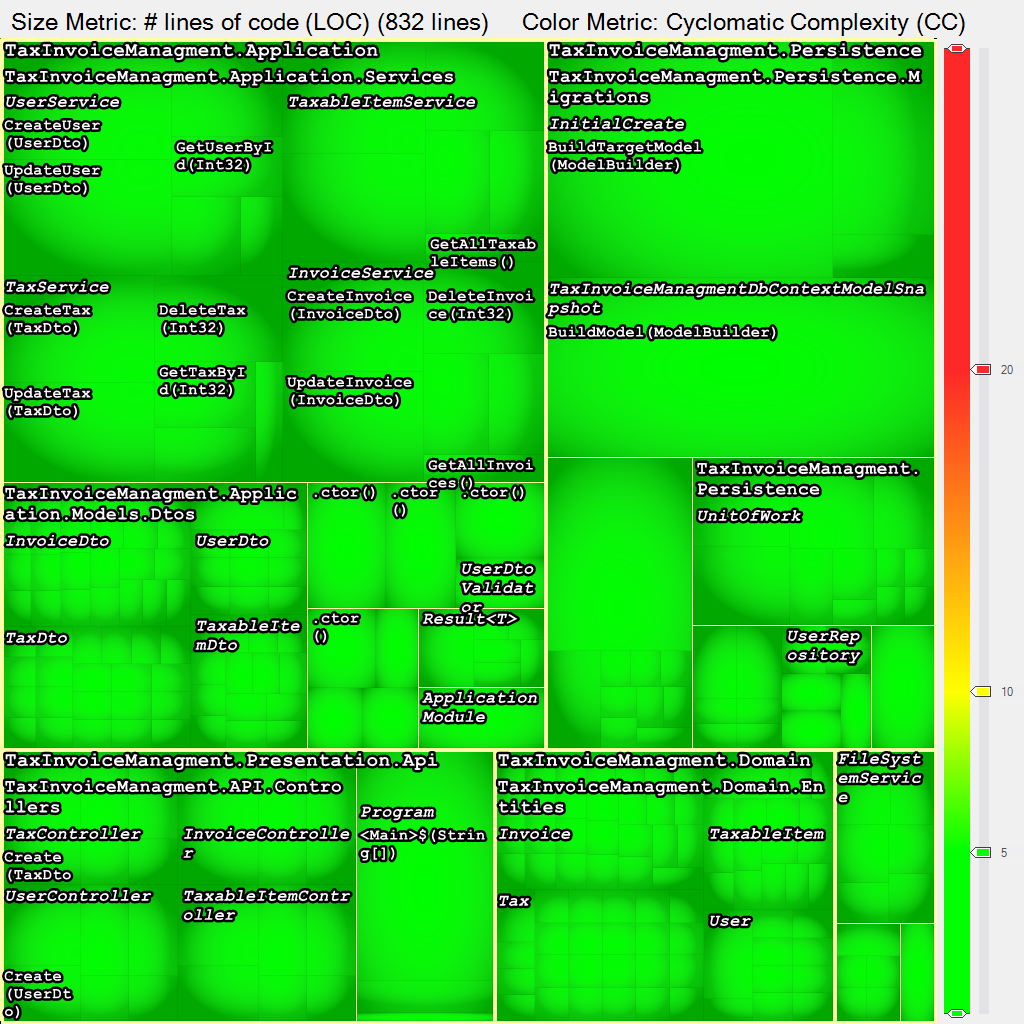 Size Metric: # lines of code (LOC) (832 lines)
Color Metric: Cyclomatic Complexity (CC)
TaxInvoiceManagment.Application
TaxInvoiceManagment.Application.Services
UserService
CreateUser
(UserDto)
UpdateUser
(UserDto)
GetUserByI
d(Int32)
TaxableItemService
GetAllTaxab
leItems()
TaxService
CreateTax
(TaxDto)
UpdateTax
(TaxDto)
DeleteTax
(Int32)
GetTaxByI
d(Int32)
InvoiceService
CreateInvoice
(InvoiceDto)
UpdateInvoice
(InvoiceDto)
DeleteInvoi
ce(Int32)
GetAllInvoi
ces()
TaxInvoiceManagment.Applic
ation.Models.Dtos
InvoiceDto
UserDto
TaxDto
TaxableIte
mDto
.ctor()
.ctor
()
.ctor()
UserDto
Validat
or
.ctor
()
Result<T>
Application
Module
TaxInvoiceManagment.Persistence
TaxInvoiceManagment.Persistence.M
igrations
InitialCreate
BuildTargetModel
(ModelBuilder)
TaxInvoiceManagmentDbContextModelSna
pshot
BuildModel(ModelBuilder)
TaxInvoiceManagment.
Persistence
UnitOfWork
UserRep
ository
TaxInvoiceManagment.Presentation.Api
TaxInvoiceManagment.API.Contro
llers
TaxController
Create
(TaxDto
InvoiceControlle
r
UserController
Create
(UserDt
o)
TaxableItemContr
oller
Program
<Main>$(Strin
g[])
TaxInvoiceManagment.Domain
TaxInvoiceManagment.Domain.En
tities
Invoice
TaxableItem
Tax
User
FileSyst
emServic
e
20
10
5